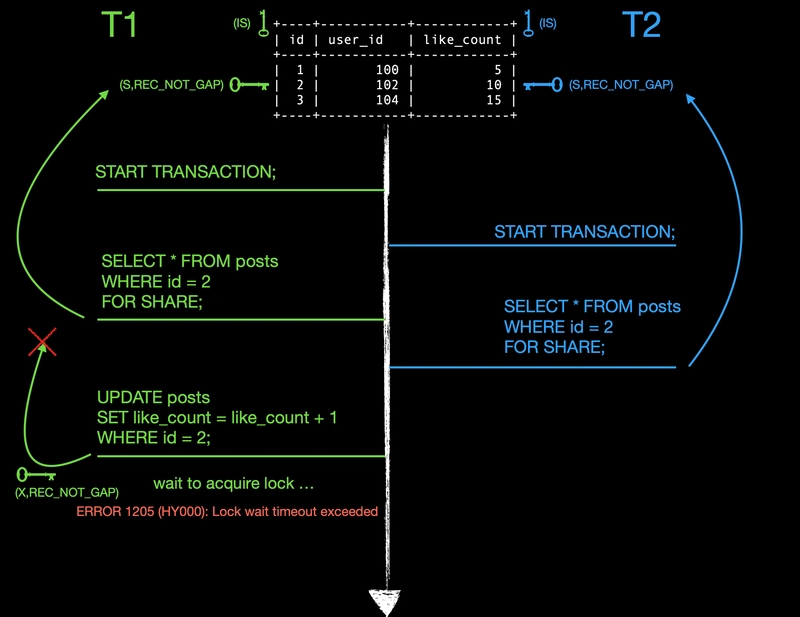 T1
(IS)
(IS)
T2
+----+-----------+------------+
| id | user_id | like_count |
+----+-----------+------------+
| 1 | 100 | 5 |
| 2 | 102 | 10 |
| 3 | 104 | 15 |
+----+-----------+------------+
(S,REC_NOT_GAP)
(S,REC_NOT_GAP)
START TRANSACTION;
START TRANSACTION;
SELECT * FROM posts
WHERE id = 2
FOR SHARE;
SELECT * FROM posts
WHERE id = 2
FOR SHARE;
UPDATE posts
SET like_count = like_count + 1
WHERE id = 2;
(X,REC_NOT_GAP)
wait to acquire lock ...
ERROR 1205 (HY000): Lock wait timeout exceeded